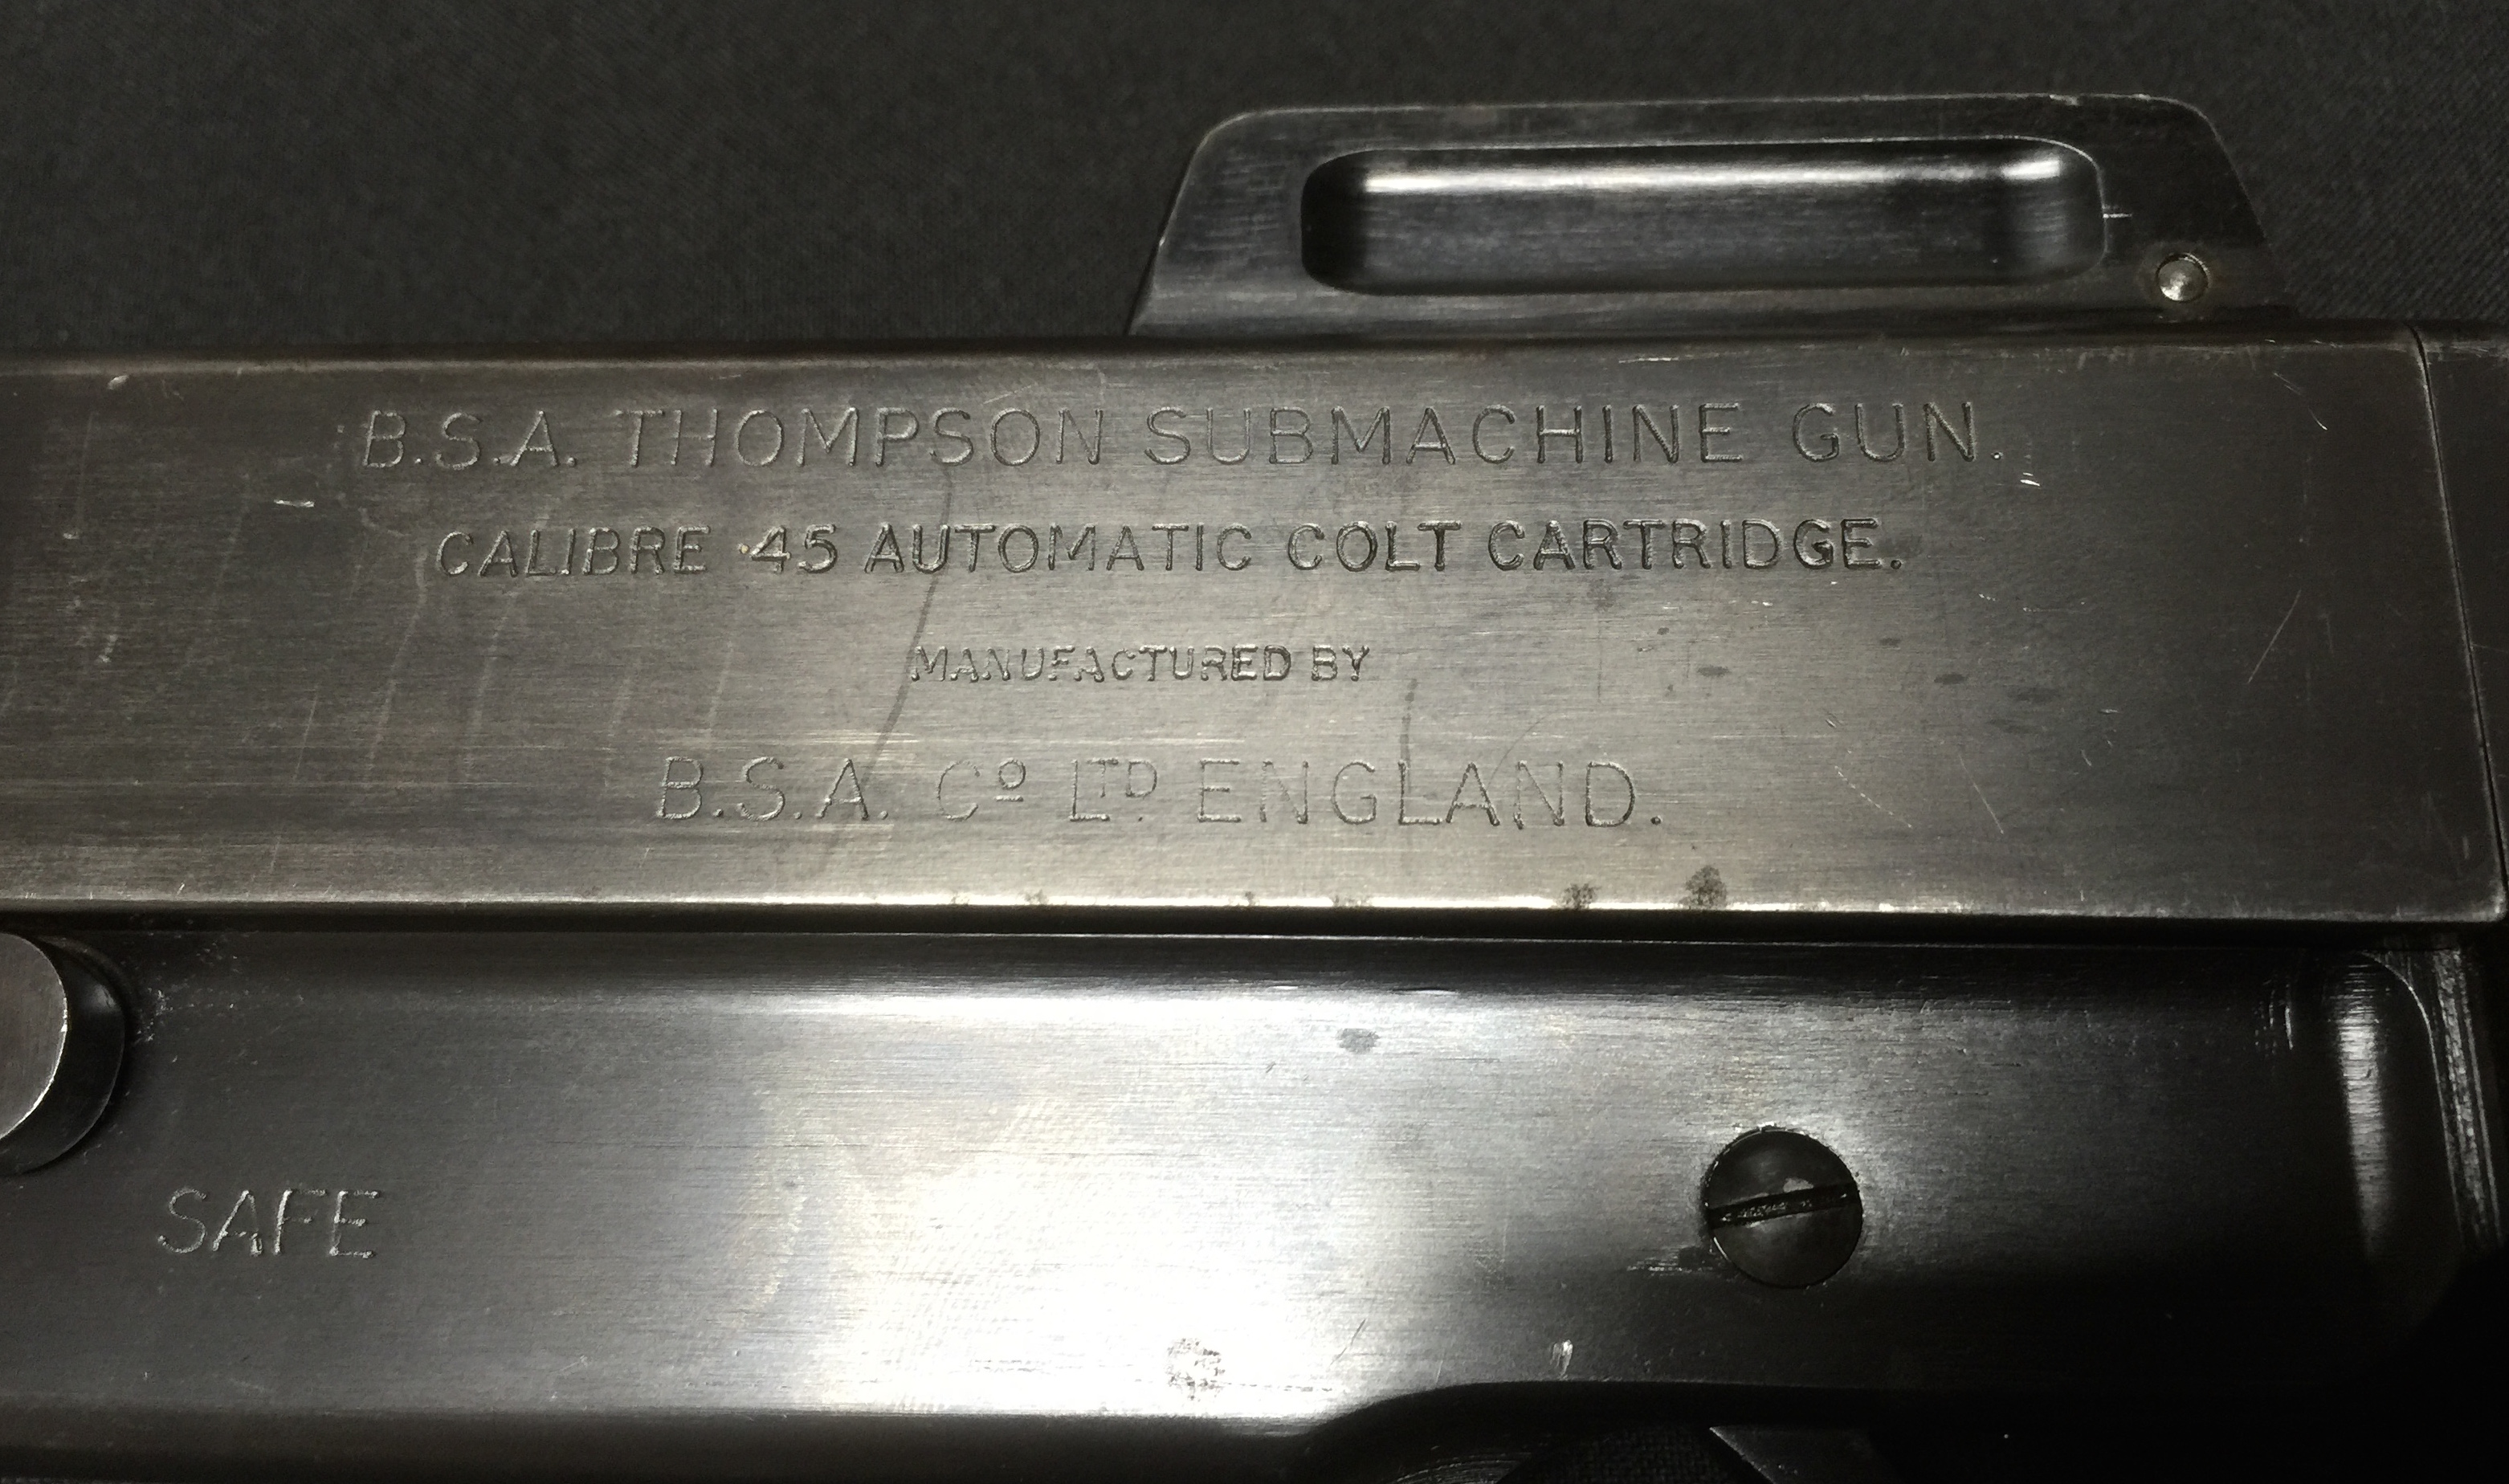 B.S.A. THOMPSON SUBMACHINE GUN.
CALIBRE ·45 AUTOMATIC COLT CARTRIDGE.
MANUFACTURED BY
B.S.A. Cº LTD. ENGLAND.
SAFE